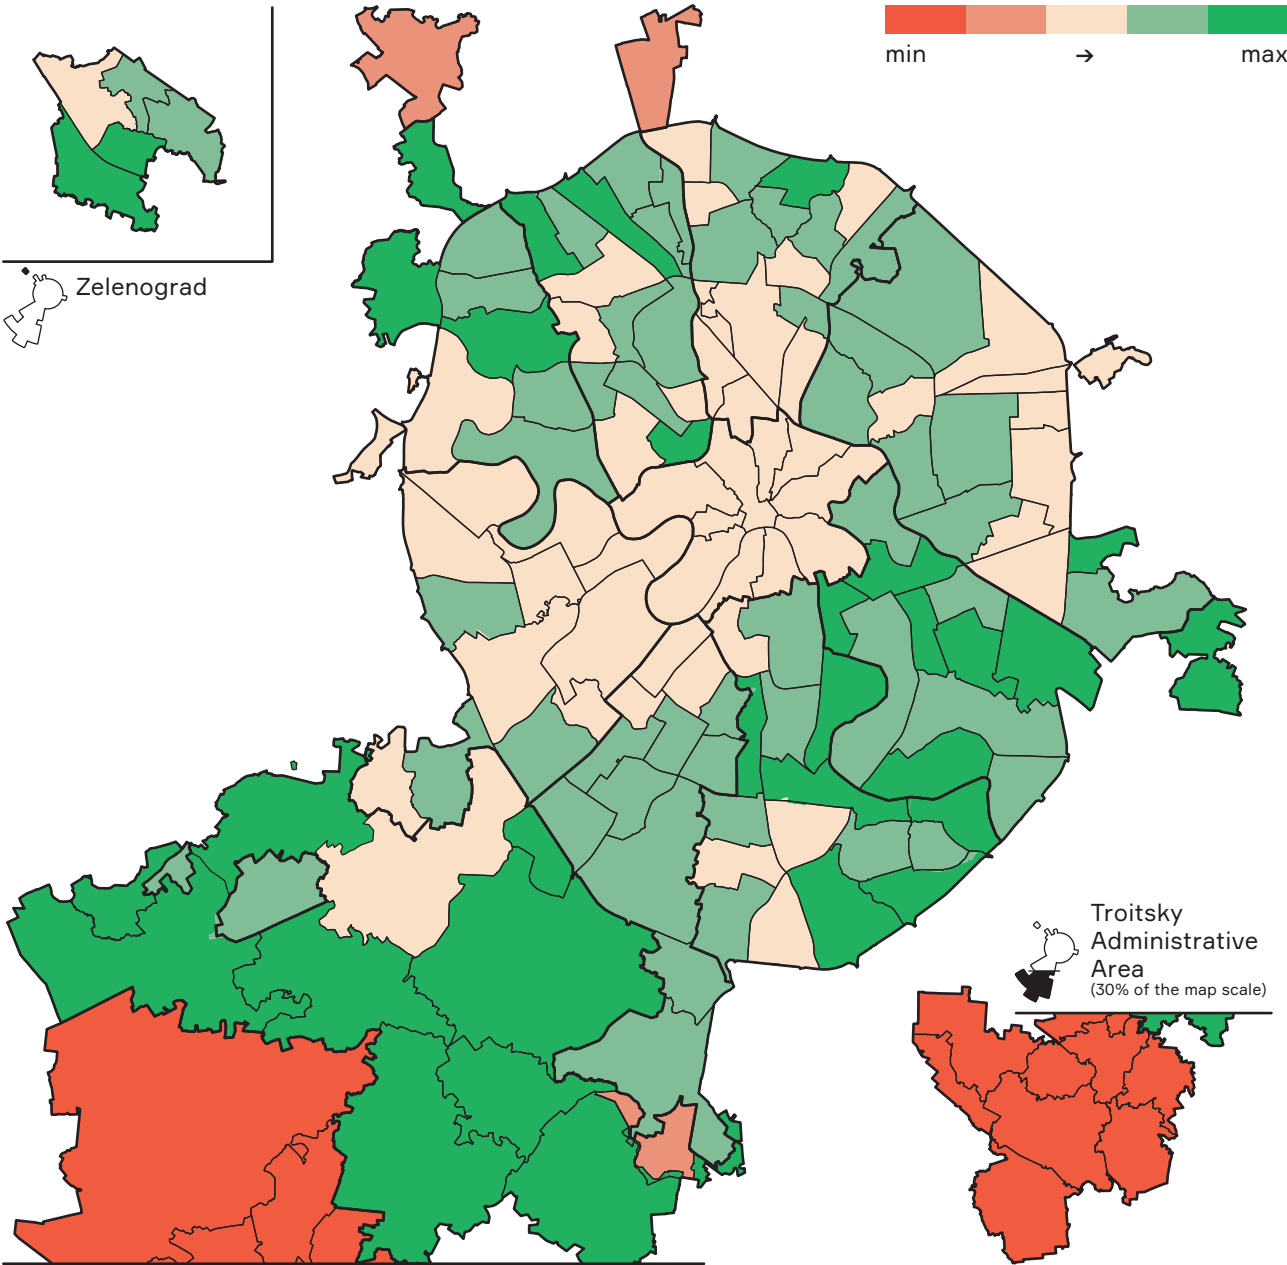 min → max
Zelenograd
Troitsky
Administrative
Area
(30% of the map scale)